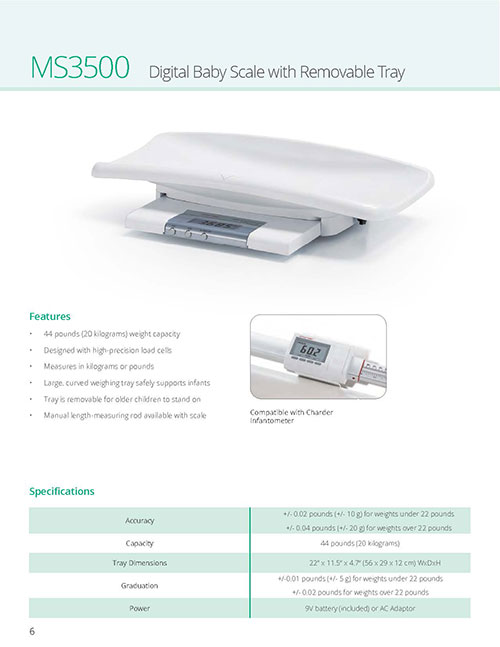 MS3500 Digital Baby Scale with Removable Tray
Features
• 44 pounds (20 kilograms) weight capacity
• Designed with high-precision load cells
• Measures in kilograms or pounds
• Large, curved weighing tray safely supports infants
• Tray is removable for older children to stand on
• Manual length-measuring rod available with scale
60.2
Compatible with Charder
Infantometer
Specifications
Accuracy
+/- 0.02 pounds (+/- 10 g) for weights under 22 pounds
+/- 0.04 pounds (+/- 20 g) for weights over 22 pounds
Capacity
44 pounds (20 kilograms)
Tray Dimensions
22" x 11.5" x 4.7" (56 x 29 x 12 cm) WxDxH
Graduation
+/-0.01 pounds (+/- 5 g) for weights under 22 pounds
+/- 0.02 pounds for weights over 22 pounds
Power
9V battery (included) or AC Adaptor
6